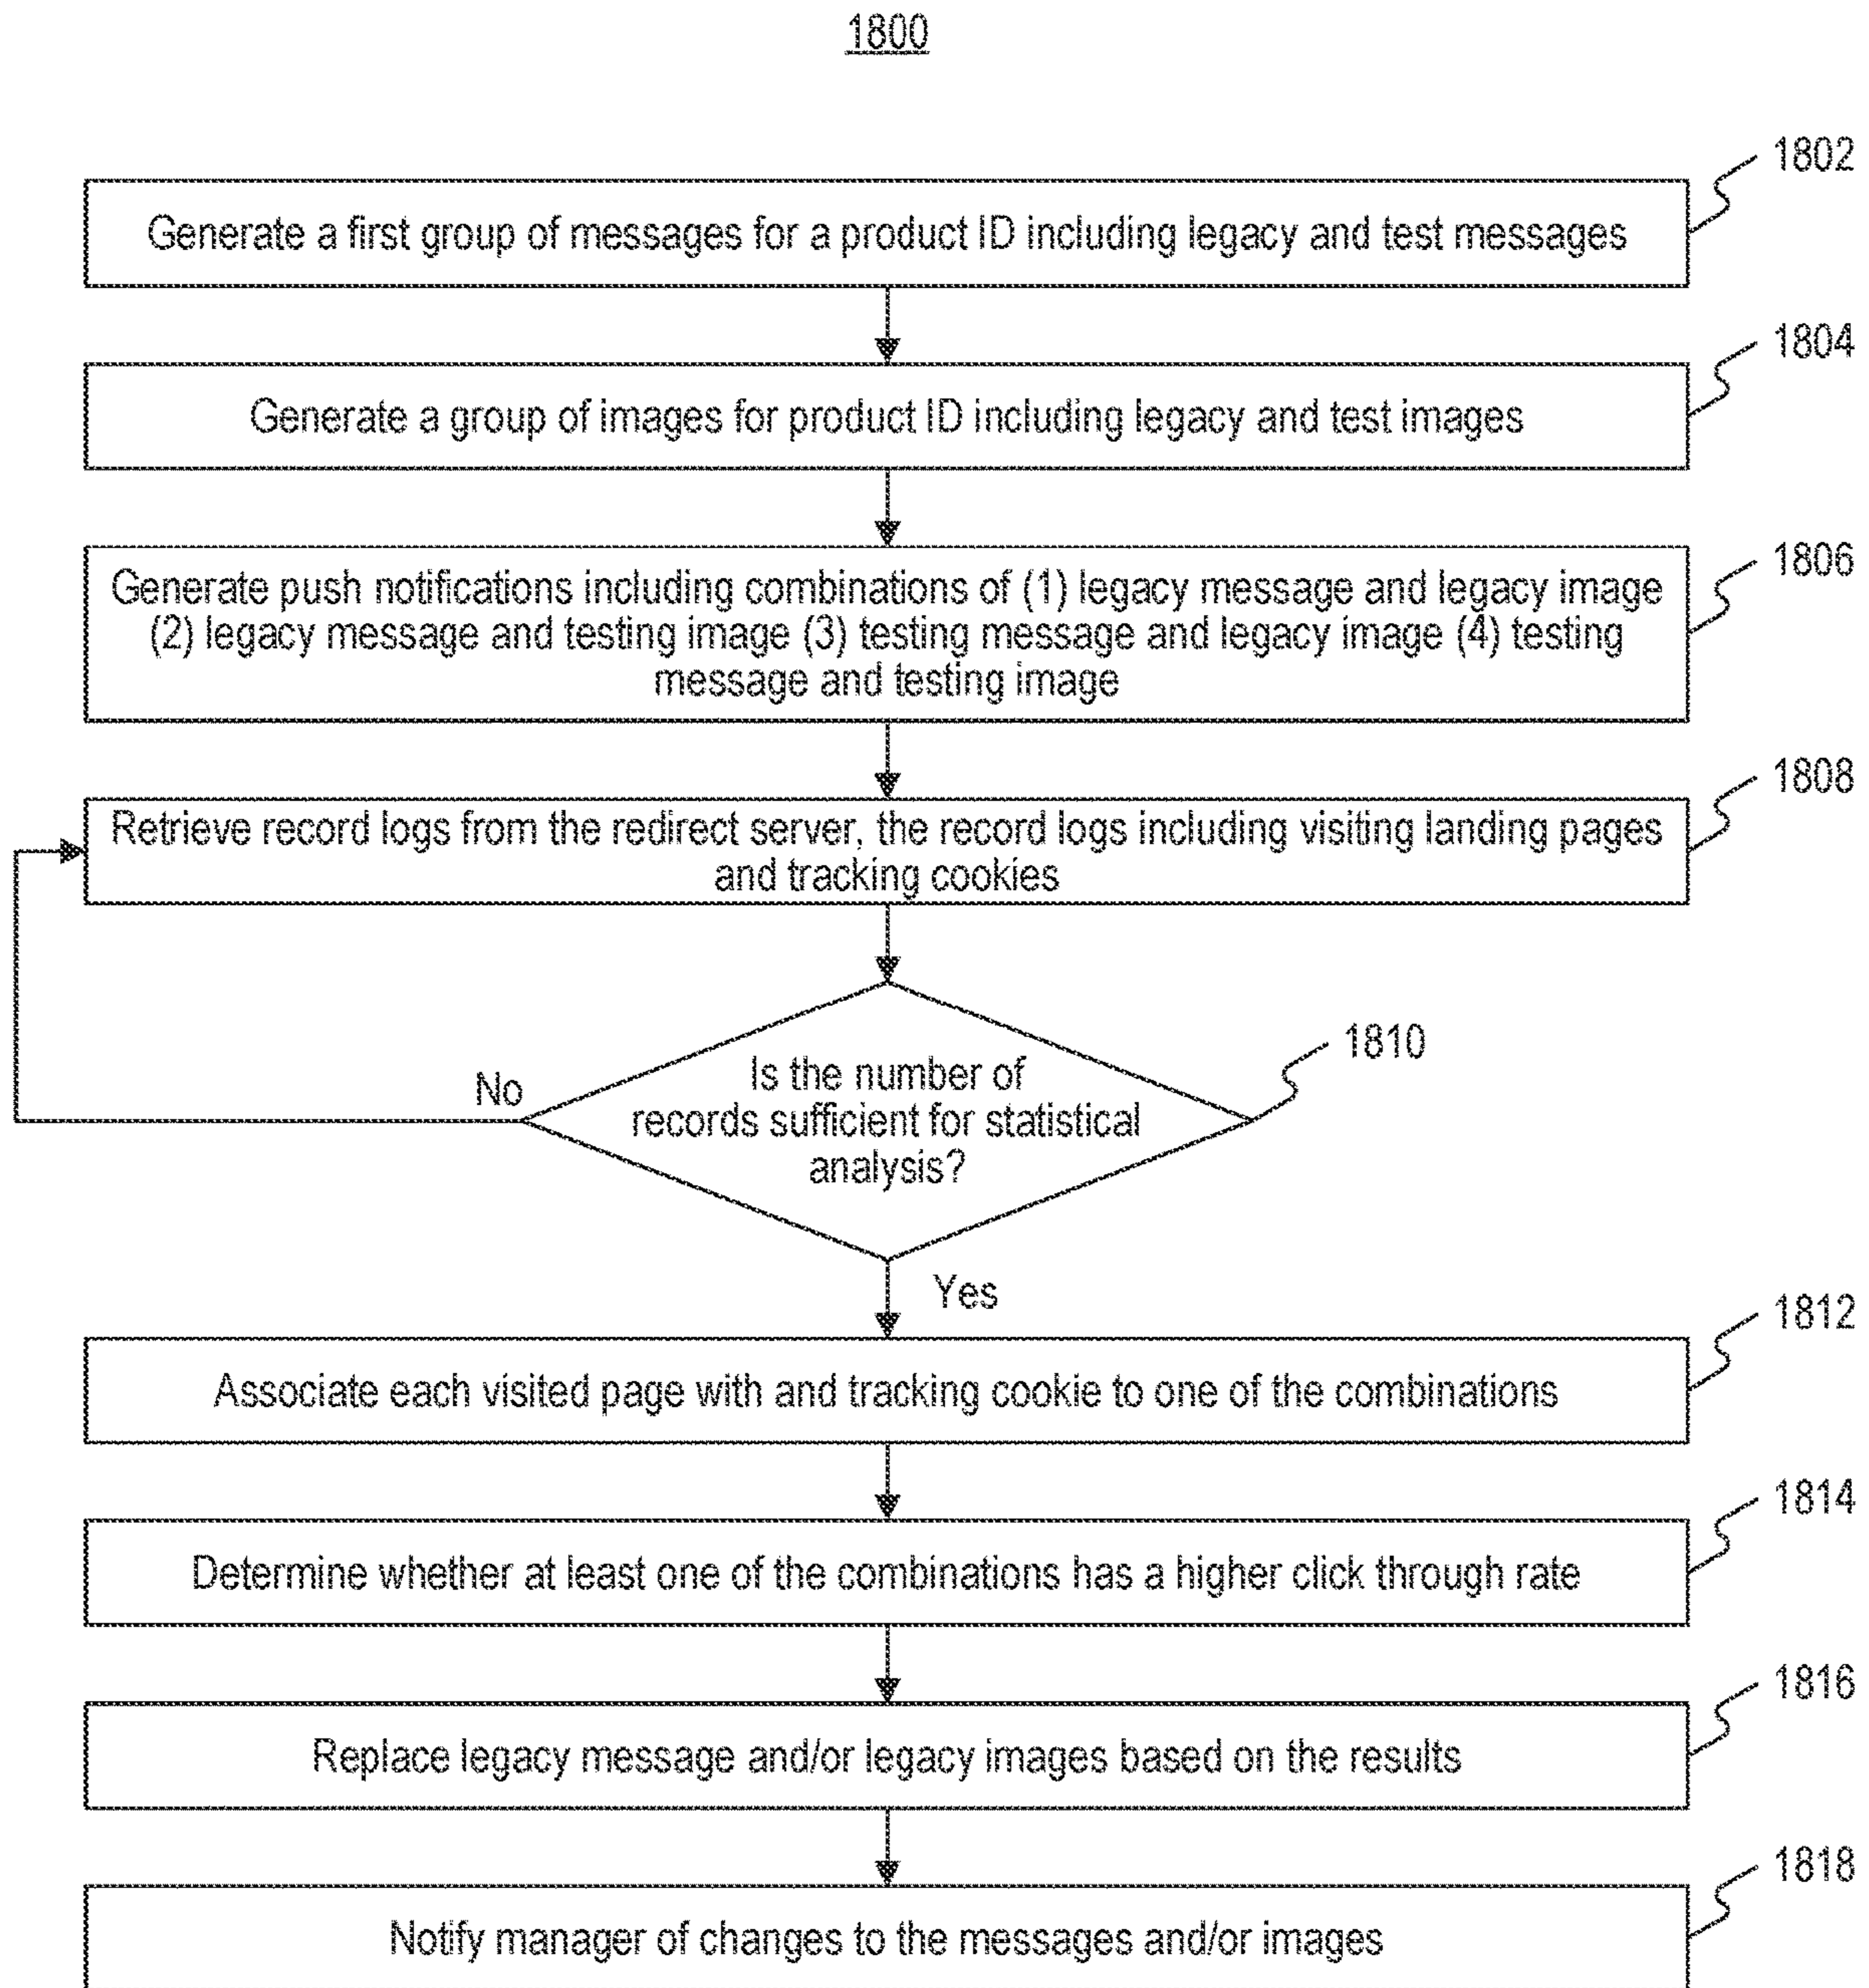 1800
1802
Generate a first group of messages for a product ID including legacy and test messages
1804
Generate a group of images for product ID including legacy and test images
1806
Generate push notifications including combinations of (1) legacy message and legacy image
(2) legacy message and testing image (3) testing message and legacy image (4) testing
message and testing image
1808
Retrieve record logs from the redirect server, the record logs including visiting landing pages
and tracking cookies
1810
No
Is the number of
records sufficient for statistical
analysis?
Yes
1812
Associate each visited page with and tracking cookie to one of the combinations
1814
Determine whether at least one of the combinations has a higher click through rate
1816
Replace legacy message and/or legacy images based on the results
1818
Notify manager of changes to the messages and/or images